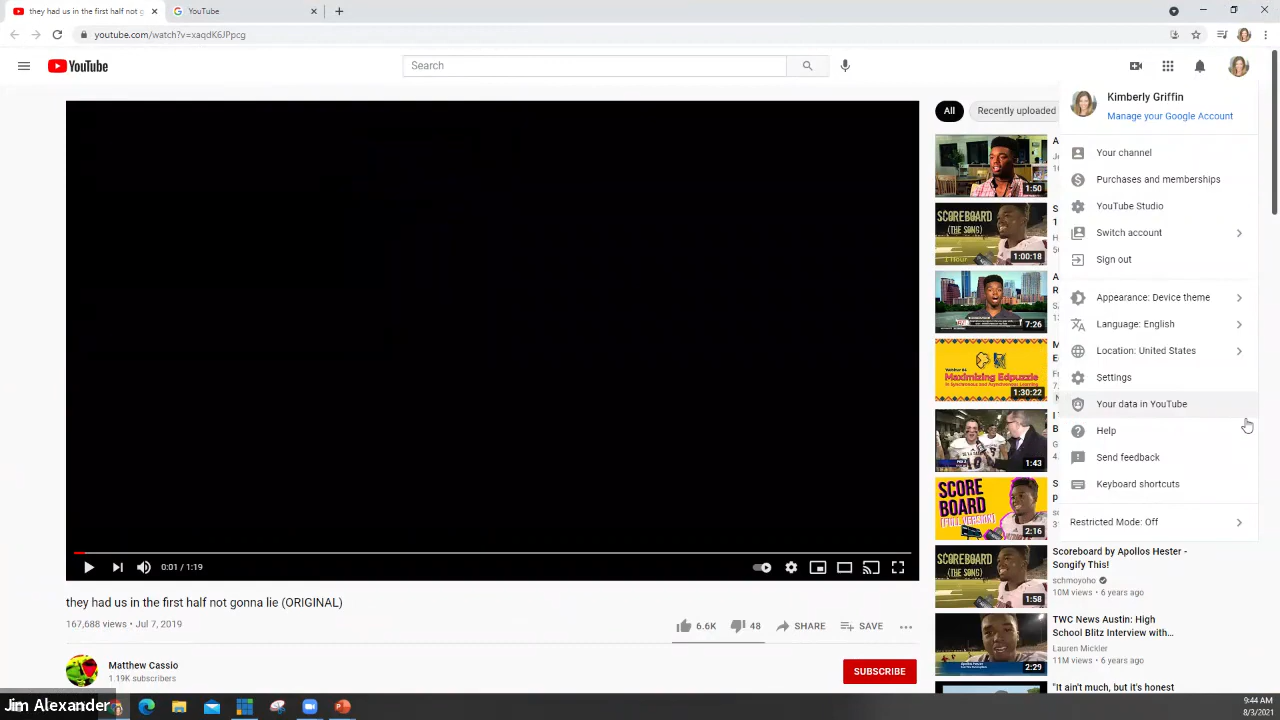 they had us in the first half not g
YouTube
youtube.com/watch?v=xaqdK6JPpcg
YouTube
Search
Kimberly Griffin
Manage your Google Account
All
Recently uploaded
Your channel
Purchases and memberships
YouTube Studio
Switch account
Sign out
Appearance: Device theme
Language: English
Location: United States
Settings
Your data in YouTube
Help
Send feedback
Keyboard shortcuts
Restricted Mode: Off
1:50
SCOREBOARD
(THE SONG)
1 Hour
1:00:18
7:26
Maximizing Edpuzzle
in Synchronous and Asynchronous Learning
1:30:22
1:43
SCORE
BOARD
(FULL VERSION)
2:16
SCOREBOARD
(THE SONG)
1:58
Scoreboard by Apollos Hester -
Songify This!
schmoyoho
10M views • 6 years ago
2:29
TWC News Austin: High
School Blitz Interview with...
Lauren Mickler
11M views • 6 years ago
"It ain't much, but it's honest
0:01 / 1:19
they had us in the first half not gonna lie (ORIGINAL)
167,688 views • Jul 7, 2019
6.6K
48
SHARE
SAVE
Matthew Cassio
1.19K subscribers
SUBSCRIBE
Jim Alexander
9:44 AM
8/3/2021